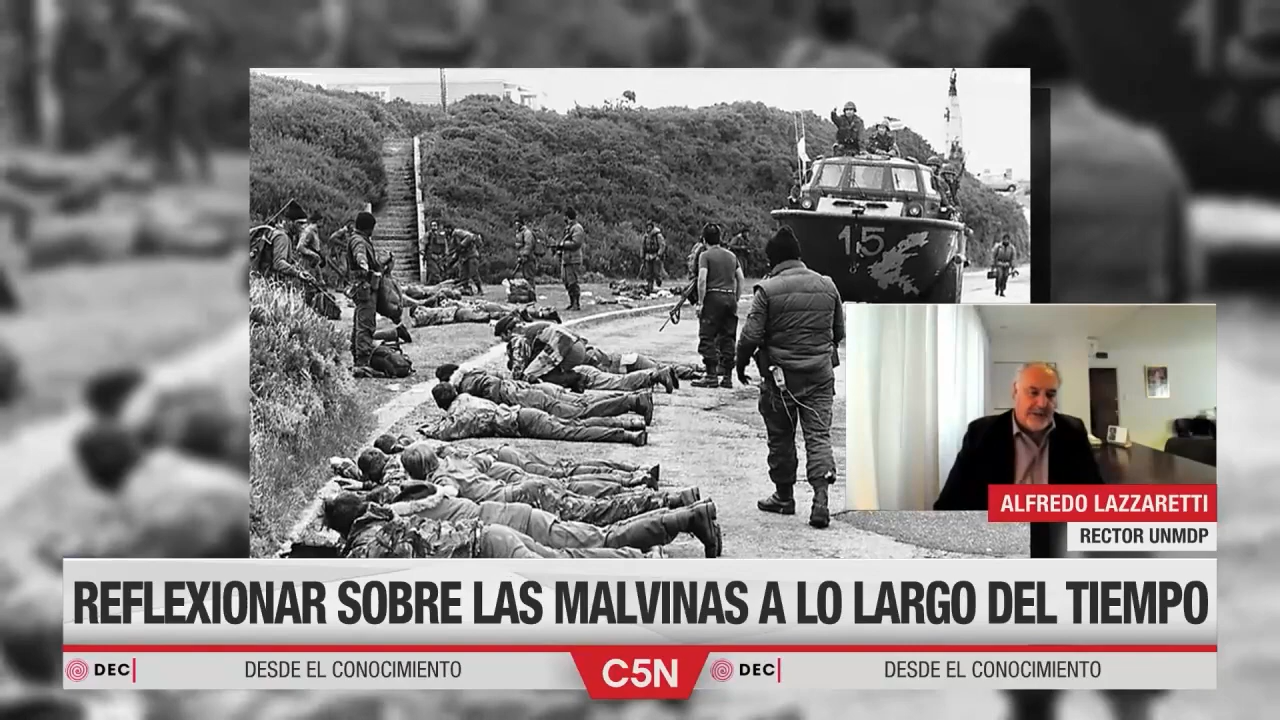 15
ALFREDO LAZZARETTI
RECTOR UNMDP
REFLEXIONAR SOBRE LAS MALVINAS A LO LARGO DEL TIEMPO
DEC DESDE EL CONOCIMIENTO C5N DEC DESDE EL CONOCIMIENTO